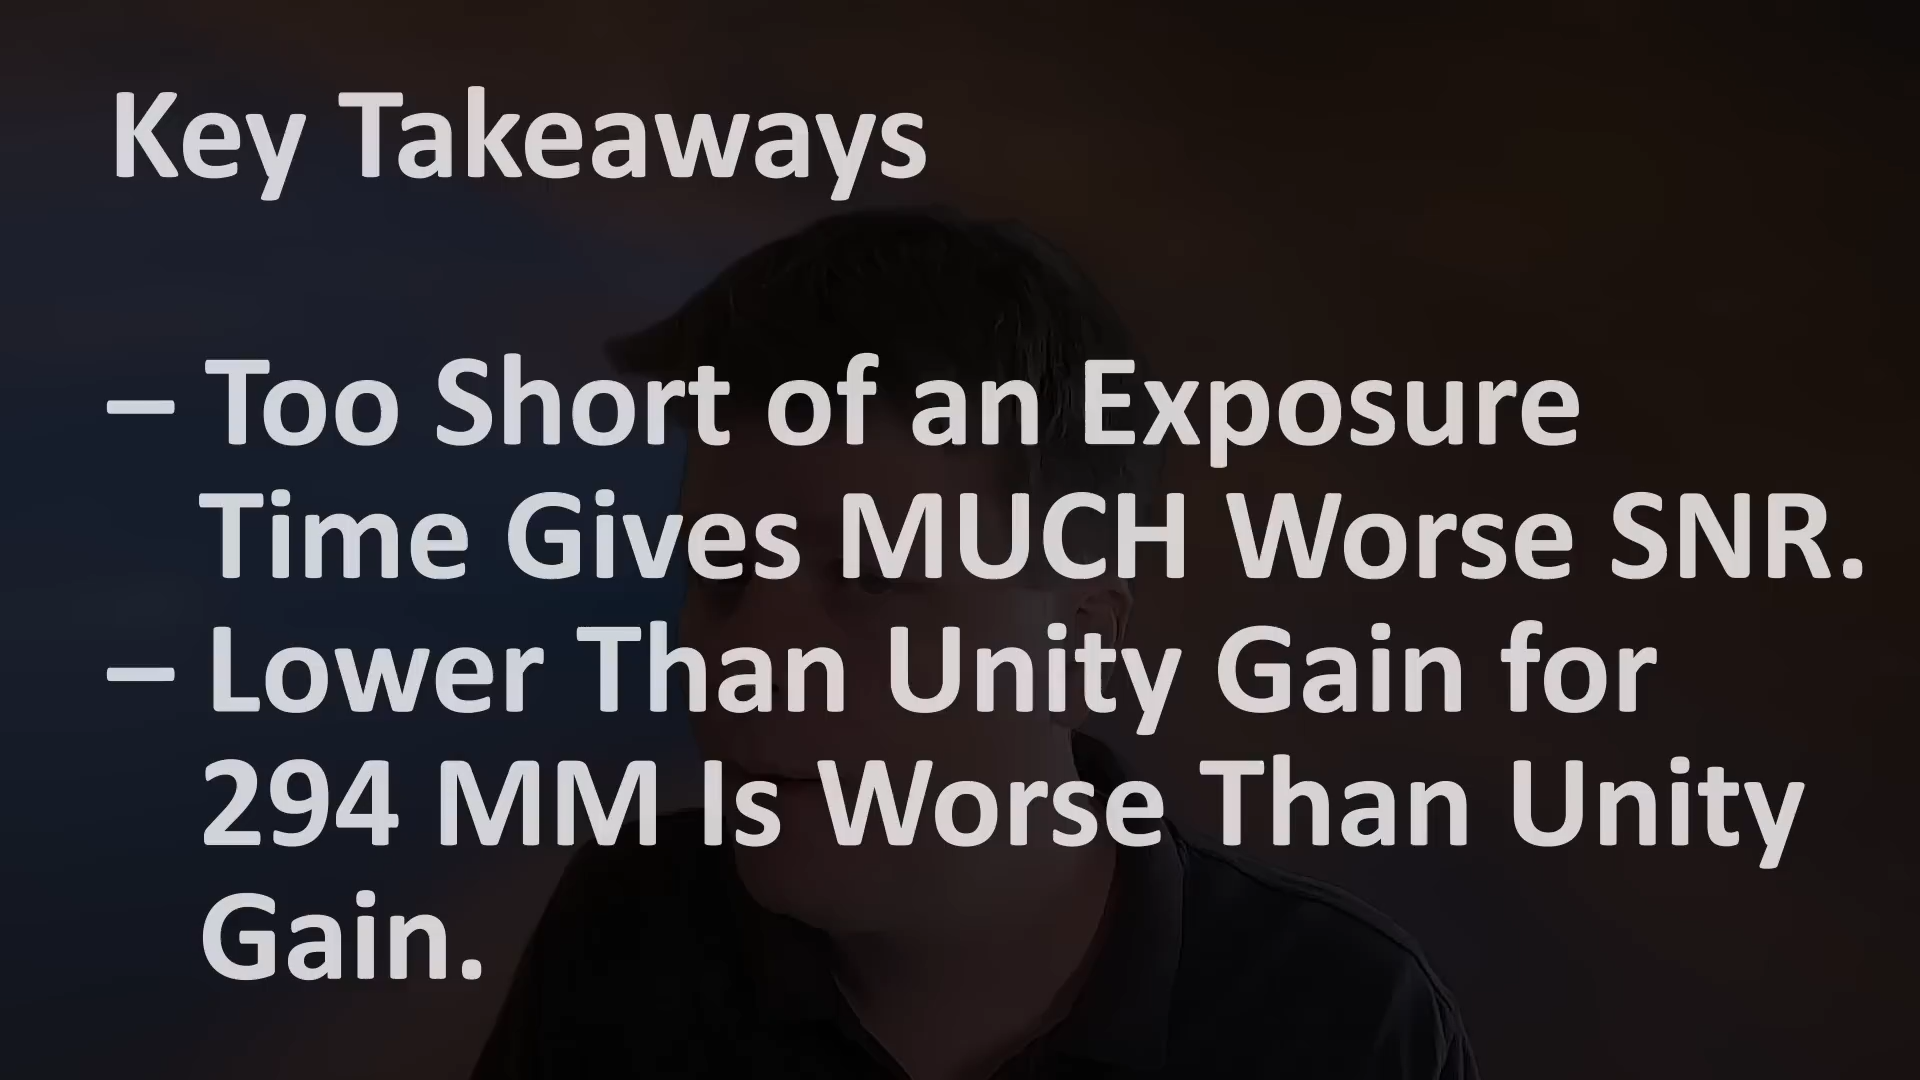 Key Takeaways
– Too Short of an Exposure
Time Gives MUCH Worse SNR.
– Lower Than Unity Gain for
294 MM Is Worse Than Unity
Gain.